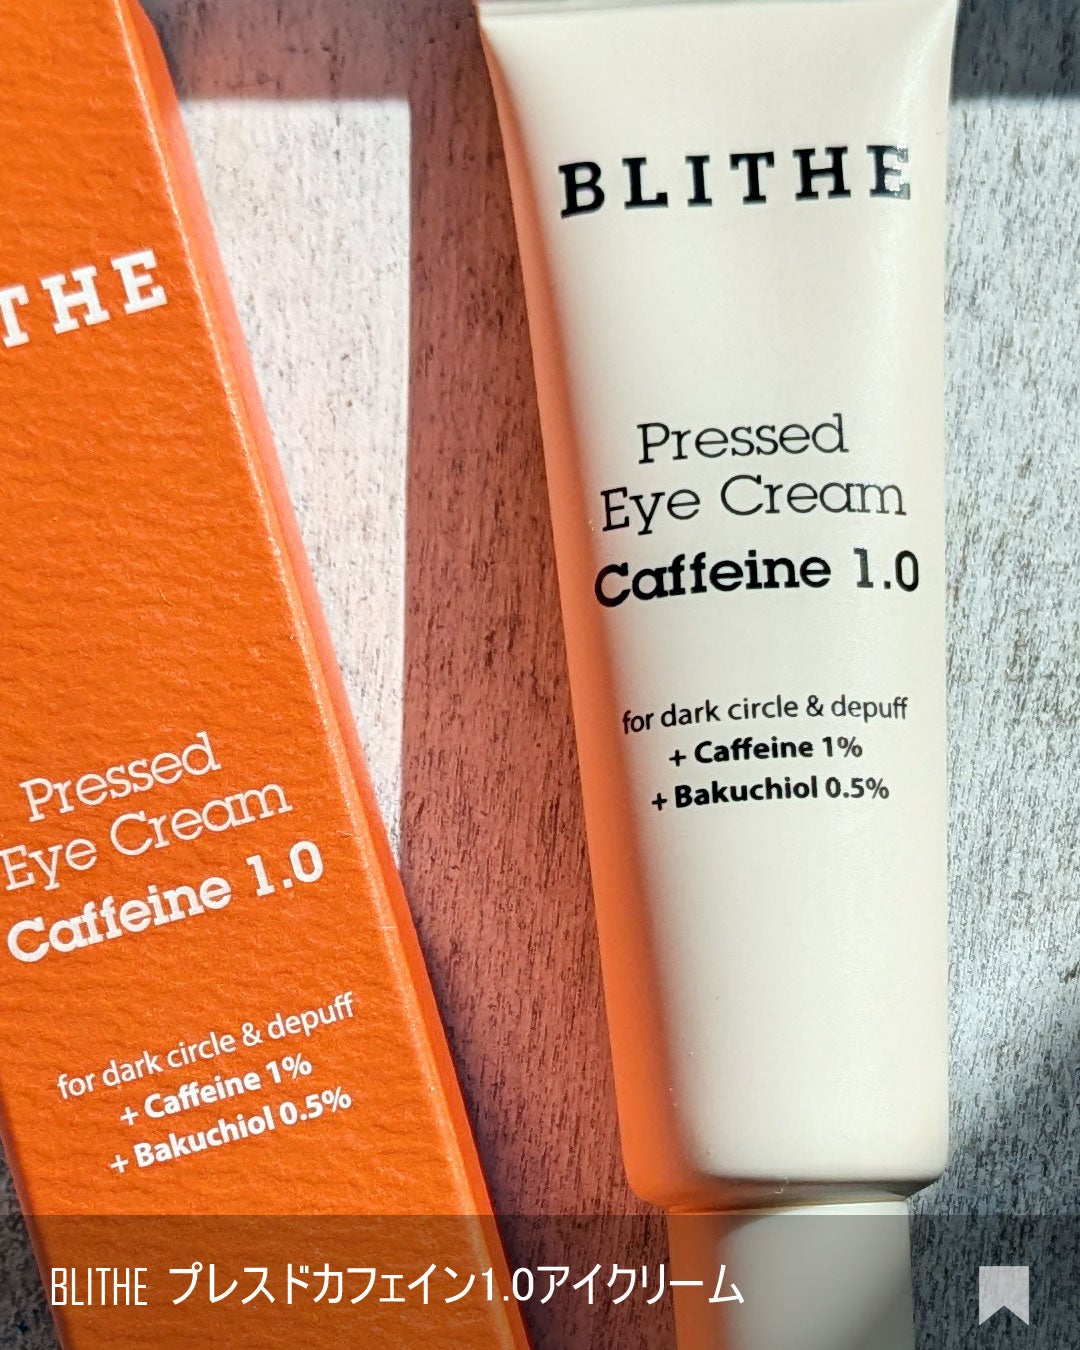 THE
Pressed
Eye Cream
Caffeine 1.0
for dark circle & depuff
+ Caffeine 1%
+ Bakuchiol 0.5%
BLITHE
Pressed
Eye Cream
Caffeine 1.0
for dark circle & depuff
+ Caffeine 1%
+ Bakuchiol 0.5%
BLITHE プレスドカフェイン1.0アイクリーム